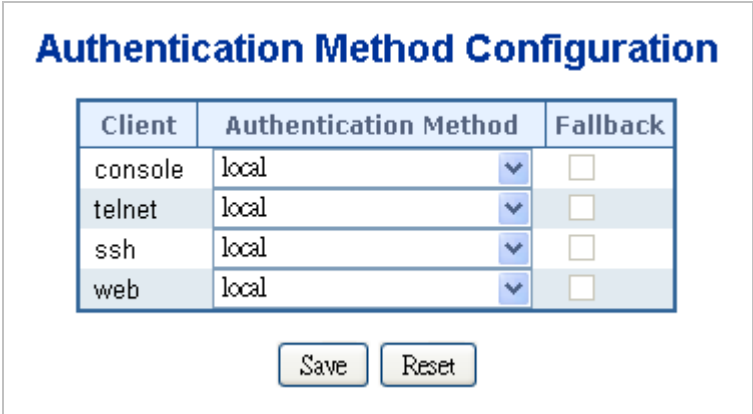 Authentication Method Configuration
Client Authentication Method Fallback
console local
telnet local
ssh local
web local
Save Reset